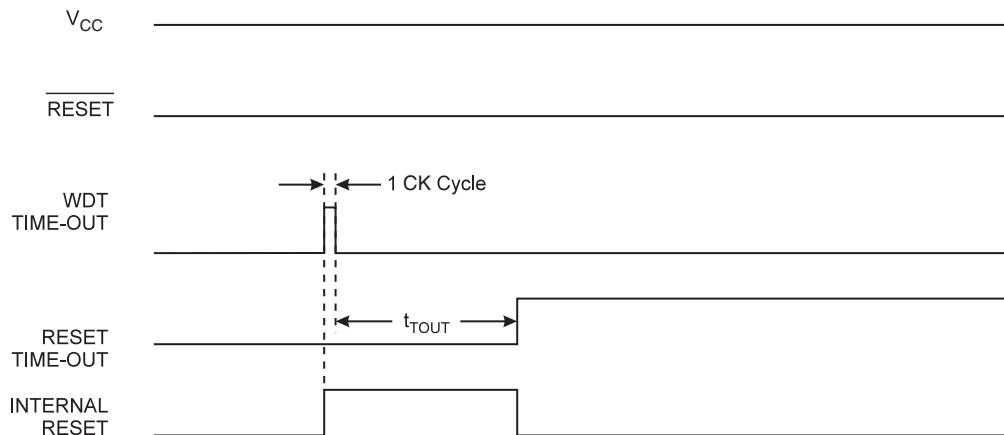 VCC
RESET
1 CK Cycle
WDT
TIME-OUT
tTOUT
RESET
TIME-OUT
INTERNAL
RESET